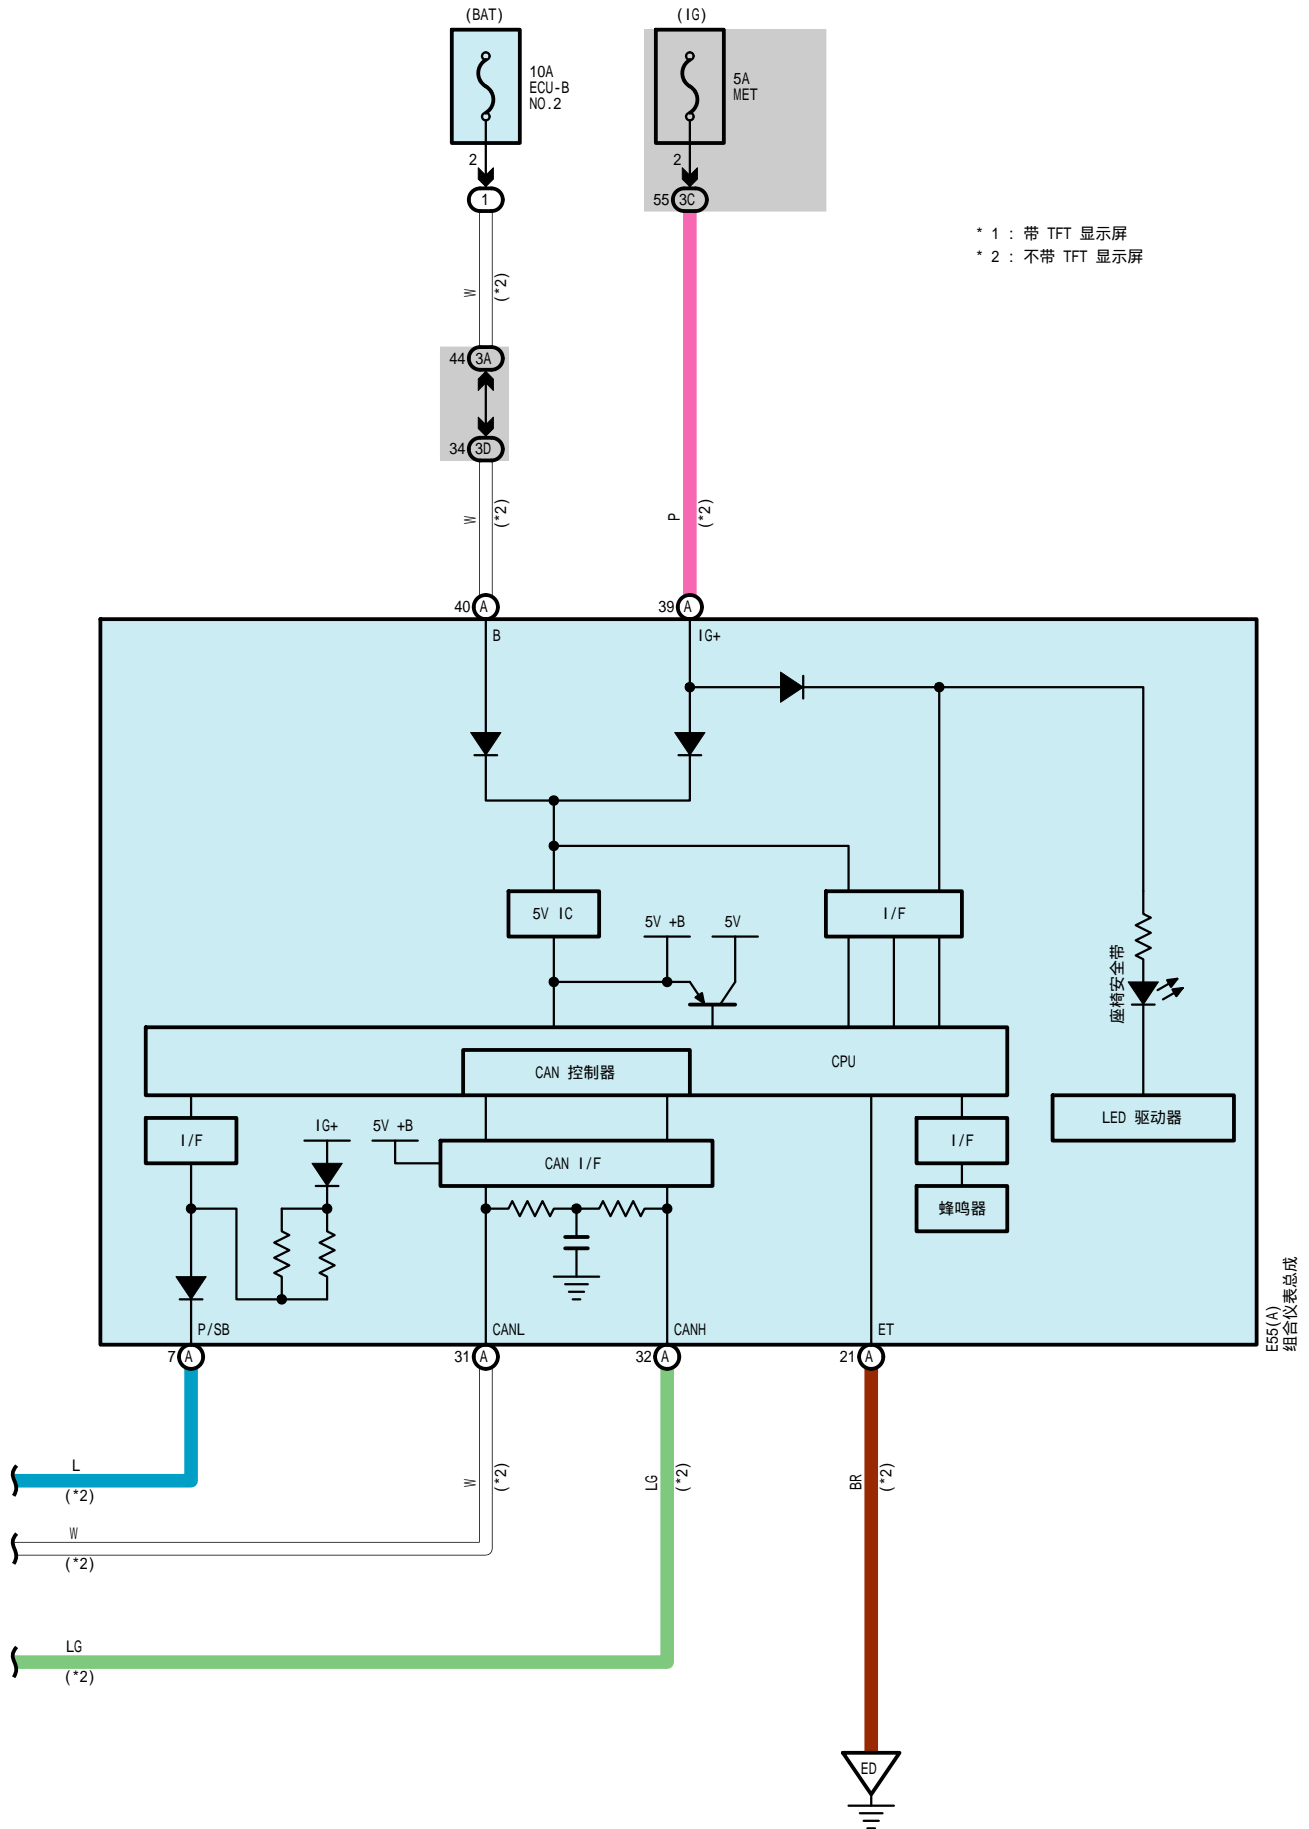 (BAT)
(IG)
10A
ECU-B
NO.2
5A
MET
2
2
1
55
3C
* 1 : 带 TFT 显示屏
* 2 : 不带 TFT 显示屏
W
(*2)
44
3A
34
3D
W
(*2)
P
(*2)
40
A
39
A
B
IG+
5V IC
5V +B
5V
I/F
座椅安全带
CPU
CAN 控制器
LED 驱动器
I/F
IG+
5V +B
CAN I/F
I/F
蜂鸣器
P/SB
CANL
CANH
ET
E55(A)
组合仪表总成
7
A
31
A
32
A
21
A
L
(*2)
W
(*2)
LG
(*2)
BR
(*2)
W
(*2)
LG
(*2)
ED